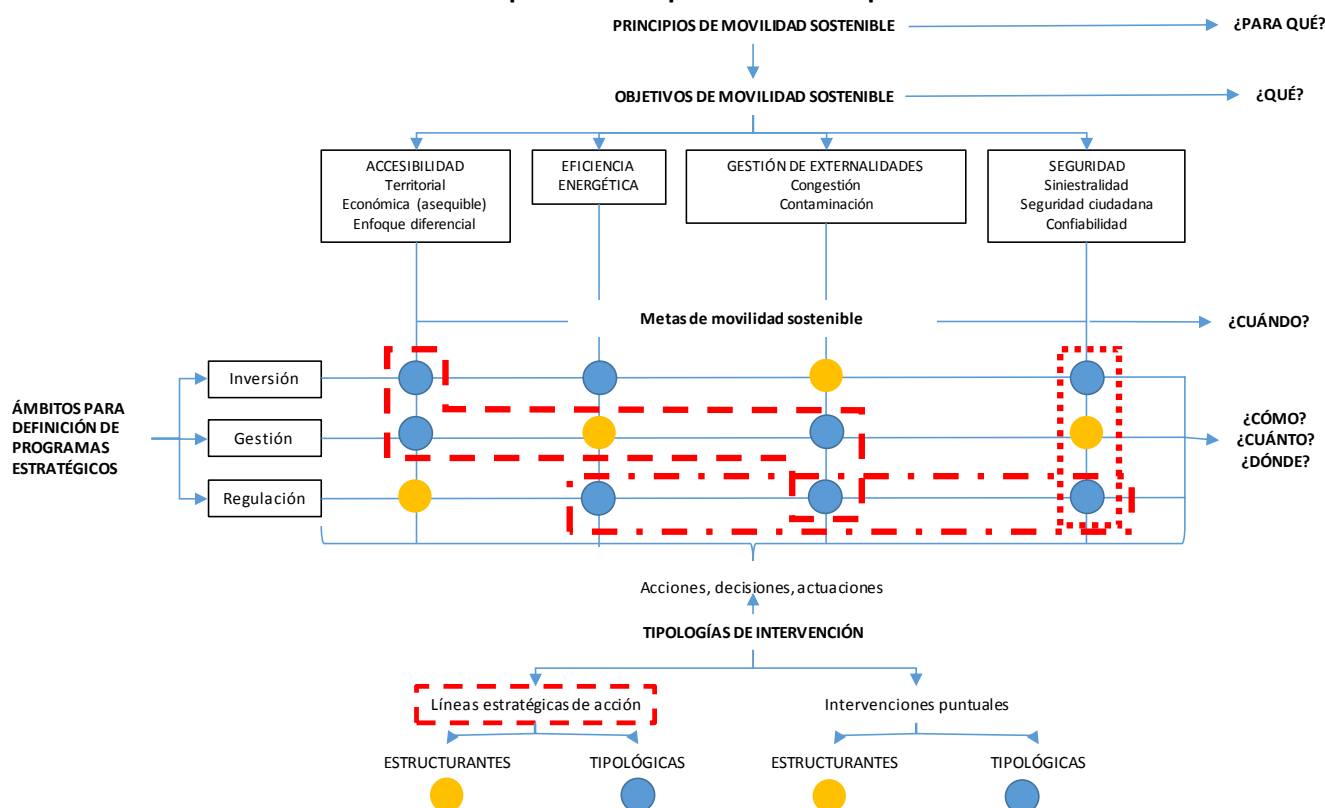 PRINCIPIOS DE MOVILIDAD SOSTENIBLE
¿PARA QUÉ?
OBJETIVOS DE MOVILIDAD SOSTENIBLE
¿QUÉ?
ACCESIBILIDAD
Territorial
Económica (asequible)
Enfoque diferencial
EFICIENCIA
ENERGÉTICA
GESTIÓN DE EXTERNALIDADES
Congestión
Contaminación
SEGURIDAD
Siniestralidad
Seguridad ciudadana
Confiabilidad
Metas de movilidad sostenible
¿CUÁNDO?
ÁMBITOS PARA
DEFINICIÓN DE
PROGRAMAS
ESTRATÉGICOS
Inversión
Gestión
Regulación
¿CÓMO?
¿CUÁNTO?
¿DÓNDE?
Acciones, decisiones, actuaciones
TIPOLOGÍAS DE INTERVENCIÓN
Líneas estratégicas de acción
Intervenciones puntuales
ESTRUCTURANTES
TIPOLÓGICAS
ESTRUCTURANTES
TIPOLÓGICAS